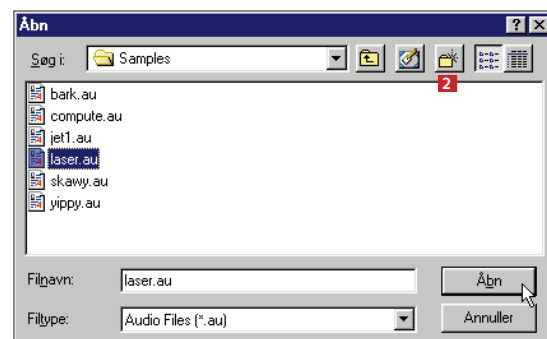 Åbn
Søg i: Samples
2
bark.au
compute.au
jet1.au
laser.au
skawy.au
yippy.au
Filnavn: laser.au Åbn
Filtype: Audio Files (*.au) Annuller